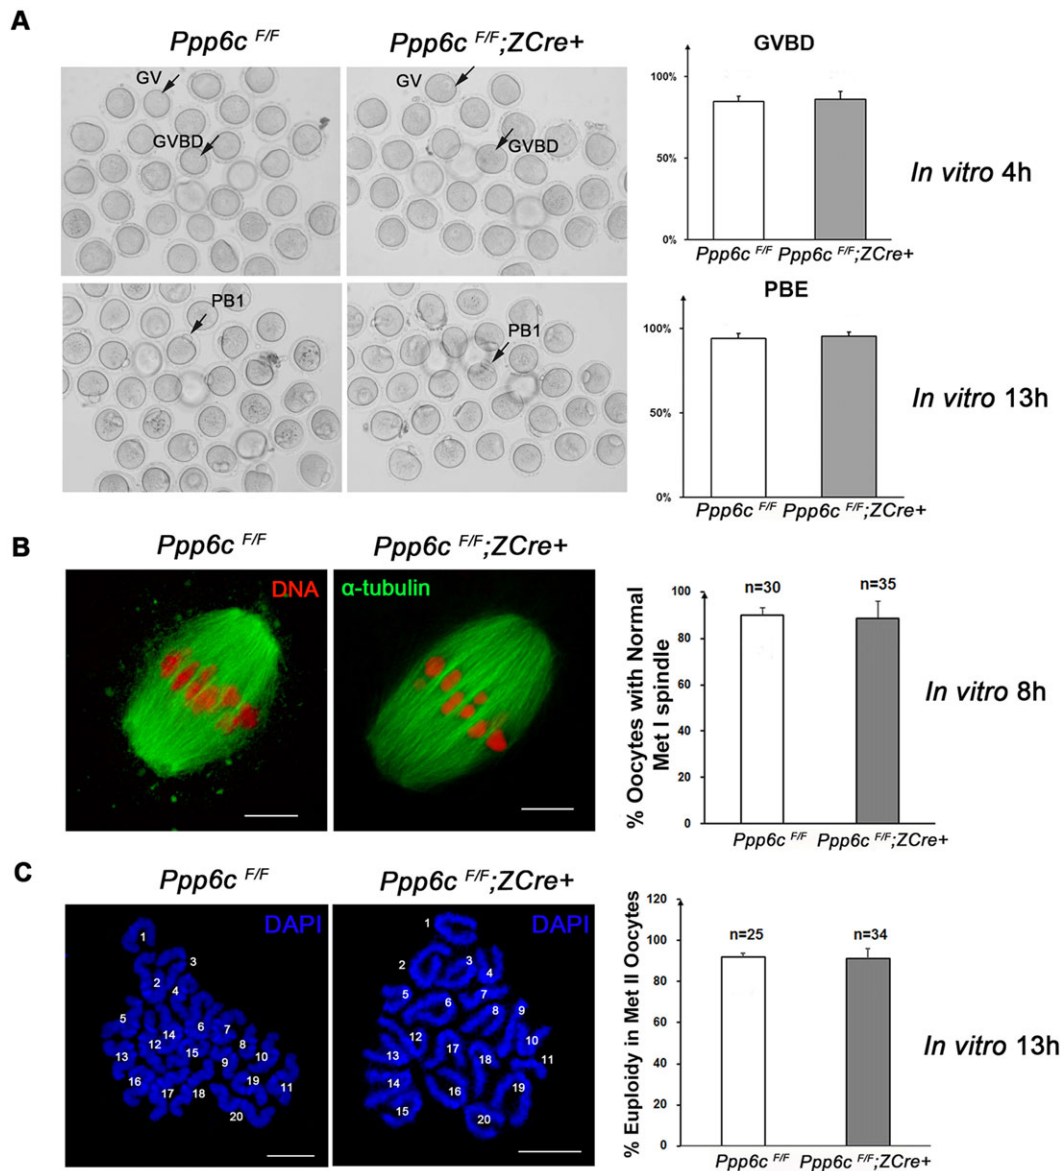 A
Ppp6c F/F
Ppp6c F/F;ZCre+
GV
GVBD
GV
GVBD
GVBD
100%
50%
0%
Ppp6c F/F
Ppp6c F/F;ZCre+
In vitro 4h
PB1
PB1
PBE
100%
50%
0%
Ppp6c F/F
Ppp6c F/F;ZCre+
In vitro 13h
B
Ppp6c F/F
Ppp6c F/F;ZCre+
DNA
α-tubulin
% Oocytes with Normal
Met I spindle
100
80
60
40
20
0
n=30
n=35
Ppp6c F/F
Ppp6c F/F;ZCre+
In vitro 8h
C
Ppp6c F/F
Ppp6c F/F;ZCre+
DAPI
1
3
2
4
5
14
6
7
12
15
8
13
9
10
16
17
18
19
11
20
DAPI
1
2
3
4
5
6
7
8
9
12
17
10
13
18
11
14
16
19
15
20
% Euploidy in Met II Oocytes
120
100
80
60
40
20
0
n=25
n=34
Ppp6c F/F
Ppp6c F/F;ZCre+
In vitro 13h